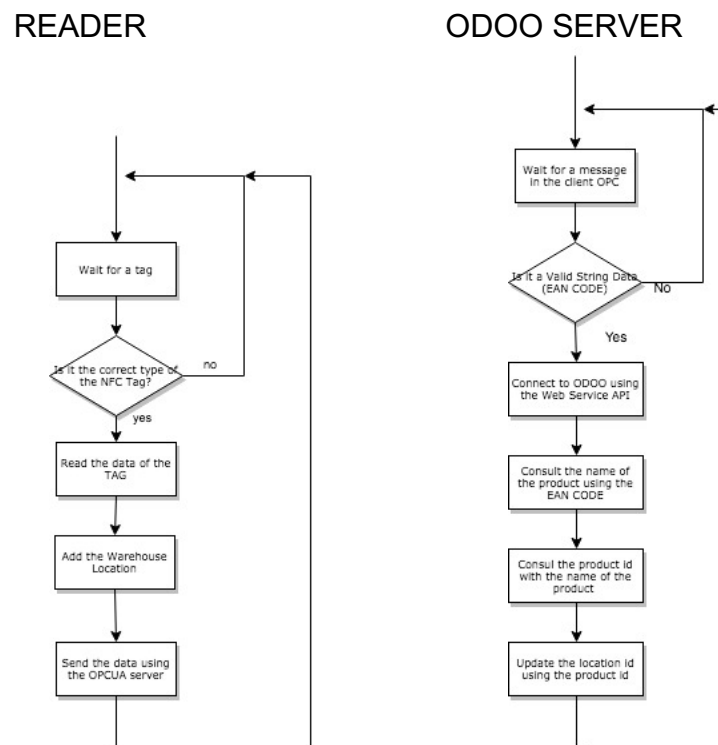 READER
ODOO SERVER
Wait for a tag
Is it the correct type of
the NFC Tag?
no
yes
Read the data of the
TAG
Add the Warehouse
Location
Send the data using
the OPCUA server
Wait for a message
in the client OPC
Is it a Valid String Data
(EAN CODE)
No
Yes
Connect to ODOO using
the Web Service API
Consult the name of
the product using the
EAN CODE
Consul the product id
with the name of the
product
Update the location id
using the product id